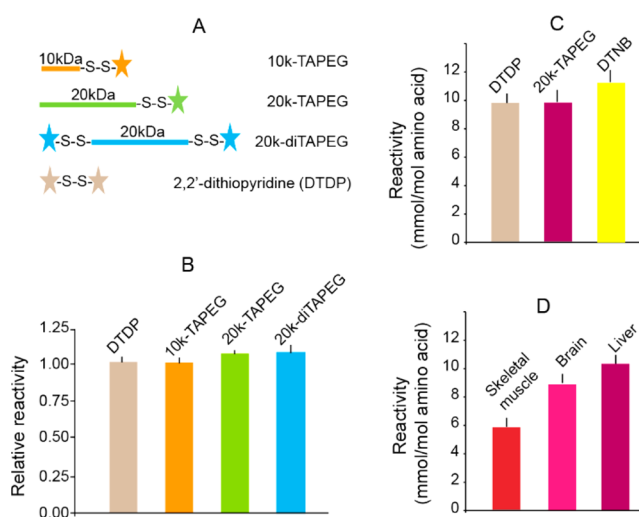 A
10kDa
-S-S-
10k-TAPEG
20kDa
-S-S-
20k-TAPEG
-S-S-
20kDa
-S-S-
20k-diTAPEG
-S-S-
2,2'-dithiopyridine (DTDP)
B
Relative reactivity
1.25
1.00
0.75
0.50
1.25
0.00
DTDP
10k-TAPEG
20k-TAPEG
20k-diTAPEG
C
Reactivity
(mmol/mol amino acid)
12
10
8
6
4
2
0
DTDP
20k-TAPEG
DTNB
D
Reactivity
(mmol/mol amino acid)
12
10
8
6
4
2
0
Skeletal
muscle
Brain
Liver